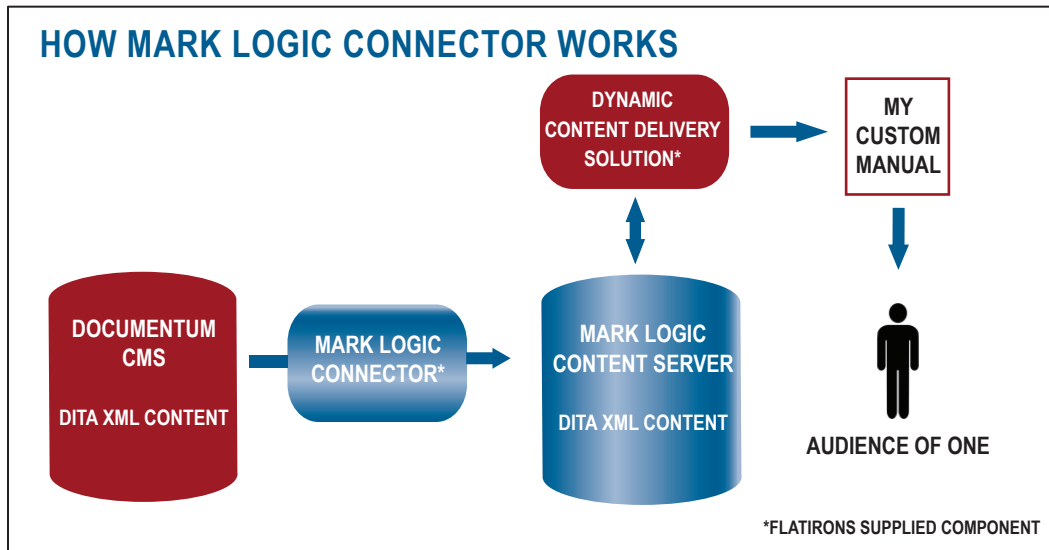 HOW MARK LOGIC CONNECTOR WORKS
DYNAMIC
CONTENT DELIVERY
SOLUTION*
MY
CUSTOM
MANUAL
DOCUMENTUM
CMS
DITA XML CONTENT
MARK LOGIC
CONNECTOR*
MARK LOGIC
CONTENT SERVER
DITA XML CONTENT
AUDIENCE OF ONE
*FLATIRONS SUPPLIED COMPONENT